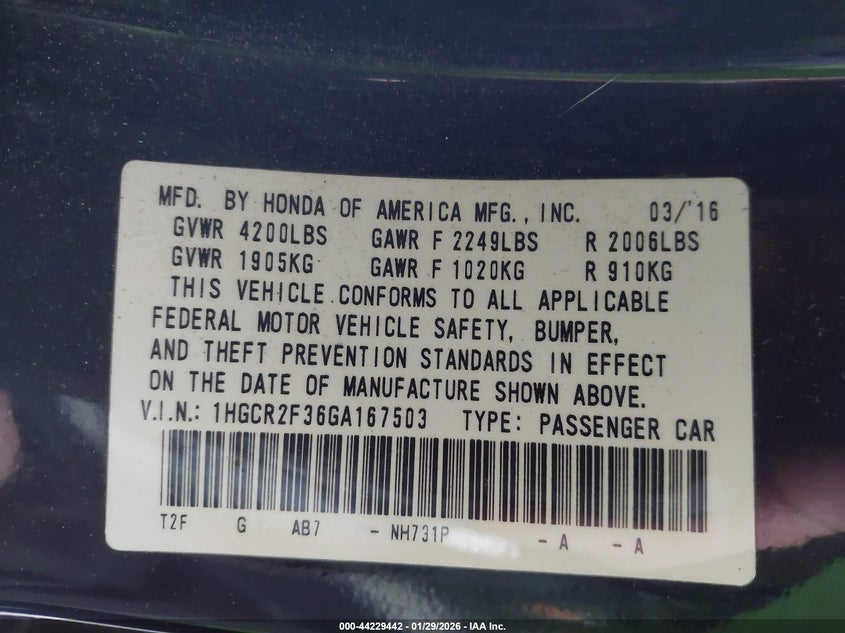 MFD. BY HONDA OF AMERICA MFG., INC. 03/'16
GVWR 4200LBS GAWR F 2249LBS R 2006LBS
GVWR 1905KG GAWR F 1020KG R 910KG
THIS VEHICLE CONFORMS TO ALL APPLICABLE
FEDERAL MOTOR VEHICLE SAFETY, BUMPER,
AND THEFT PREVENTION STANDARDS IN EFFECT
ON THE DATE OF MANUFACTURE SHOWN ABOVE.
V.I.N.: 1HGCR2F36GA167503 TYPE: PASSENGER CAR
T2F G AB7 - NH731P - A - A
000-44229442 - 01/29/2026 - IAA Inc.